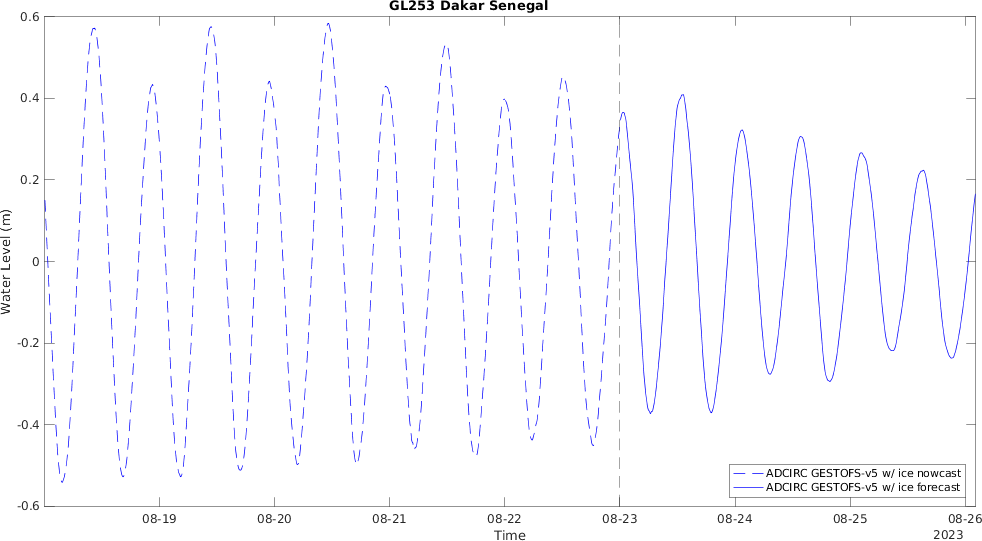 GL253 Dakar Senegal
0.6
0.4
0.2
0
-0.2
-0.4
-0.6
Water Level (m)
ADCIRC GESTOFS-v5 w/ ice nowcast
ADCIRC GESTOFS-v5 w/ ice forecast
08-19 08-20 08-21 08-22 08-23 08-24 08-25 08-26
Time
2023